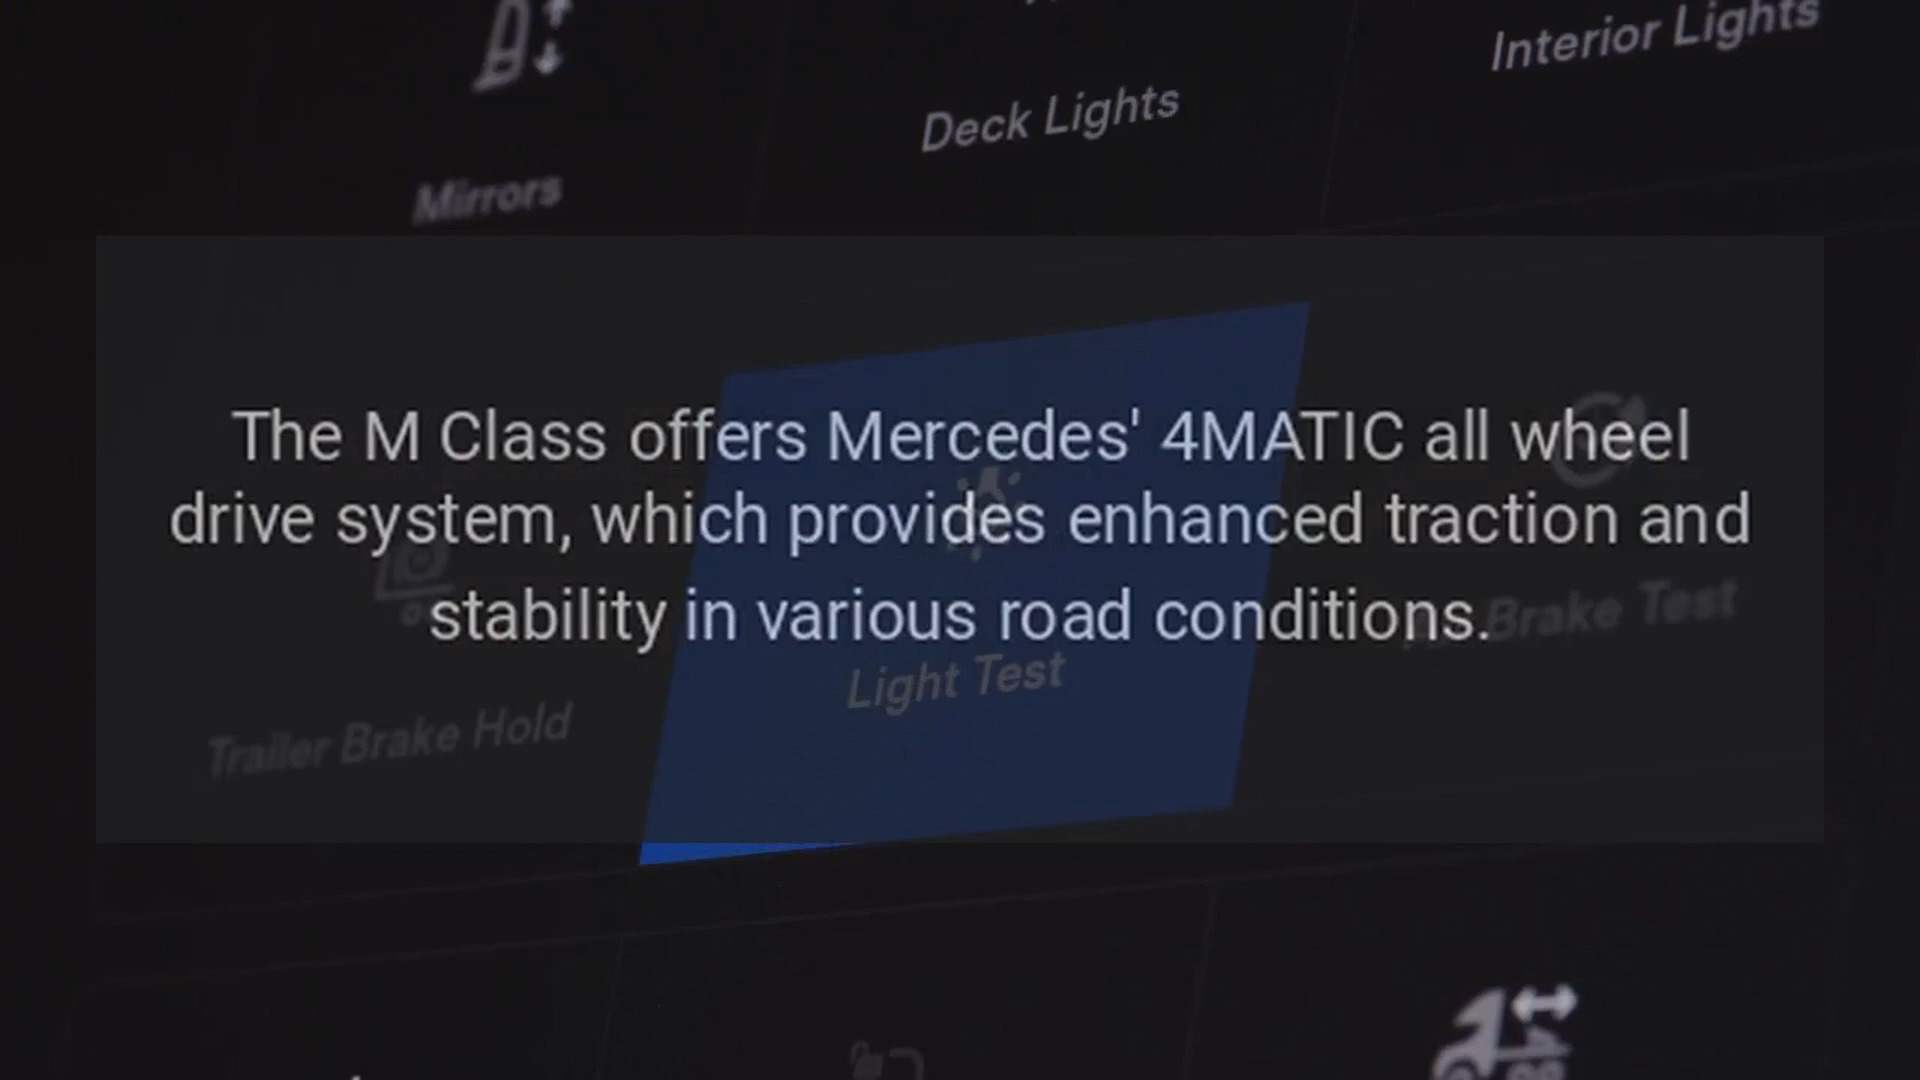 Interior Lights
Deck Lights
Mirrors
The M Class offers Mercedes' 4MATIC all wheel
drive system, which provides enhanced traction and
stability in various road conditions.
Brake Test
Light Test
Trailer Brake Hold